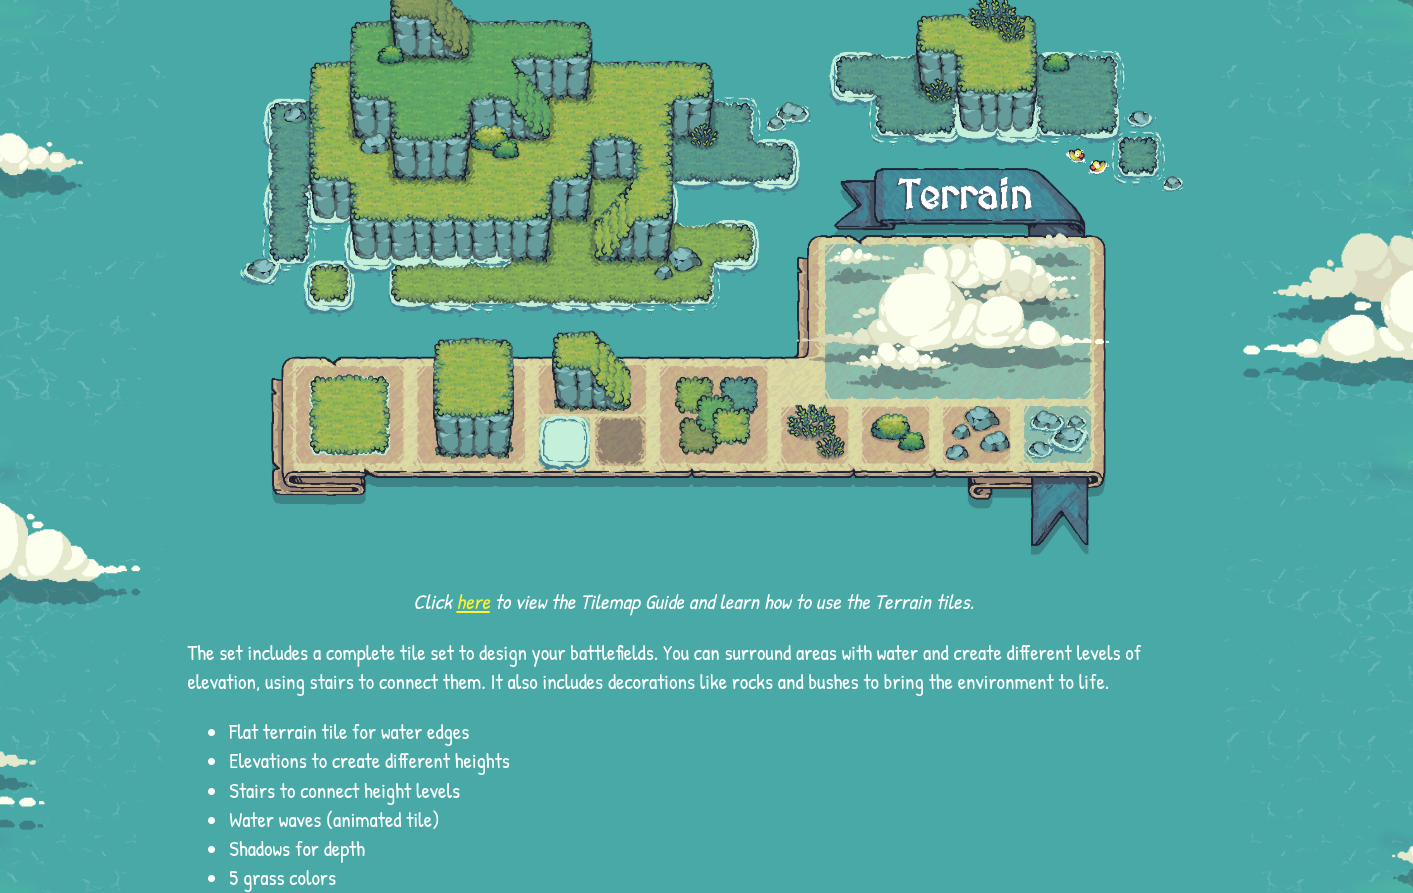 Terrain
Click here to view the Tilemap Guide and learn how to use the Terrain tiles.
The set includes a complete tile set to design your battlefields. You can surround areas with water and create different levels of
elevation, using stairs to connect them. It also includes decorations like rocks and bushes to bring the environment to life.
Flat terrain tile for water edges
Elevations to create different heights
Stairs to connect height levels
Water waves (animated tile)
Shadows for depth
5 grass colors